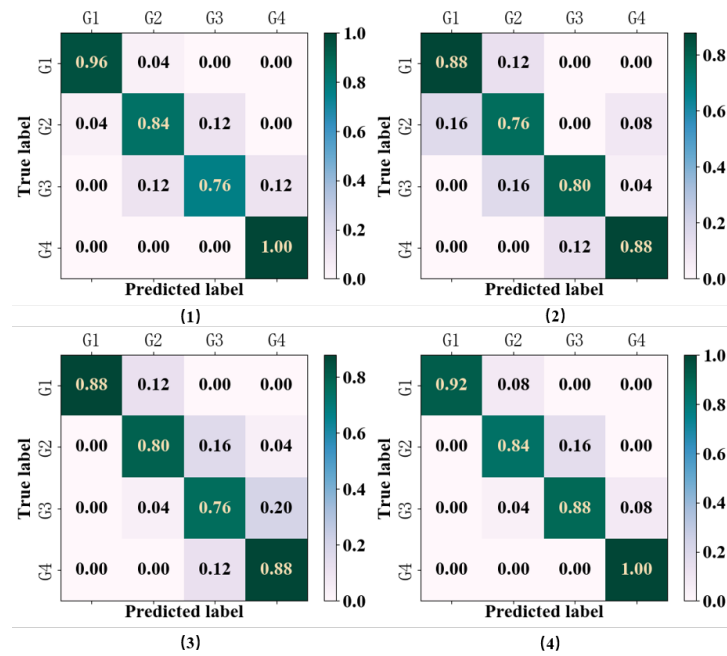 G1 G2 G3 G4
G1 0.96 0.04 0.00 0.00
G2 0.04 0.84 0.12 0.00
G3 0.00 0.12 0.76 0.12
G4 0.00 0.00 0.00 1.00
True label
Predicted label
1.0
0.8
0.6
0.4
0.2
0.0
(1)
G1 G2 G3 G4
G1 0.88 0.12 0.00 0.00
G2 0.16 0.76 0.00 0.08
G3 0.00 0.16 0.80 0.04
G4 0.00 0.00 0.12 0.88
True label
Predicted label
0.8
0.6
0.4
0.2
0.0
(2)
G1 G2 G3 G4
G1 0.88 0.12 0.00 0.00
G2 0.00 0.80 0.16 0.04
G3 0.00 0.04 0.76 0.20
G4 0.00 0.00 0.12 0.88
True label
Predicted label
0.8
0.6
0.4
0.2
0.0
(3)
G1 G2 G3 G4
G1 0.92 0.08 0.00 0.00
G2 0.00 0.84 0.16 0.00
G3 0.00 0.04 0.88 0.08
G4 0.00 0.00 0.00 1.00
True label
Predicted label
1.0
0.8
0.6
0.4
0.2
0.0
(4)